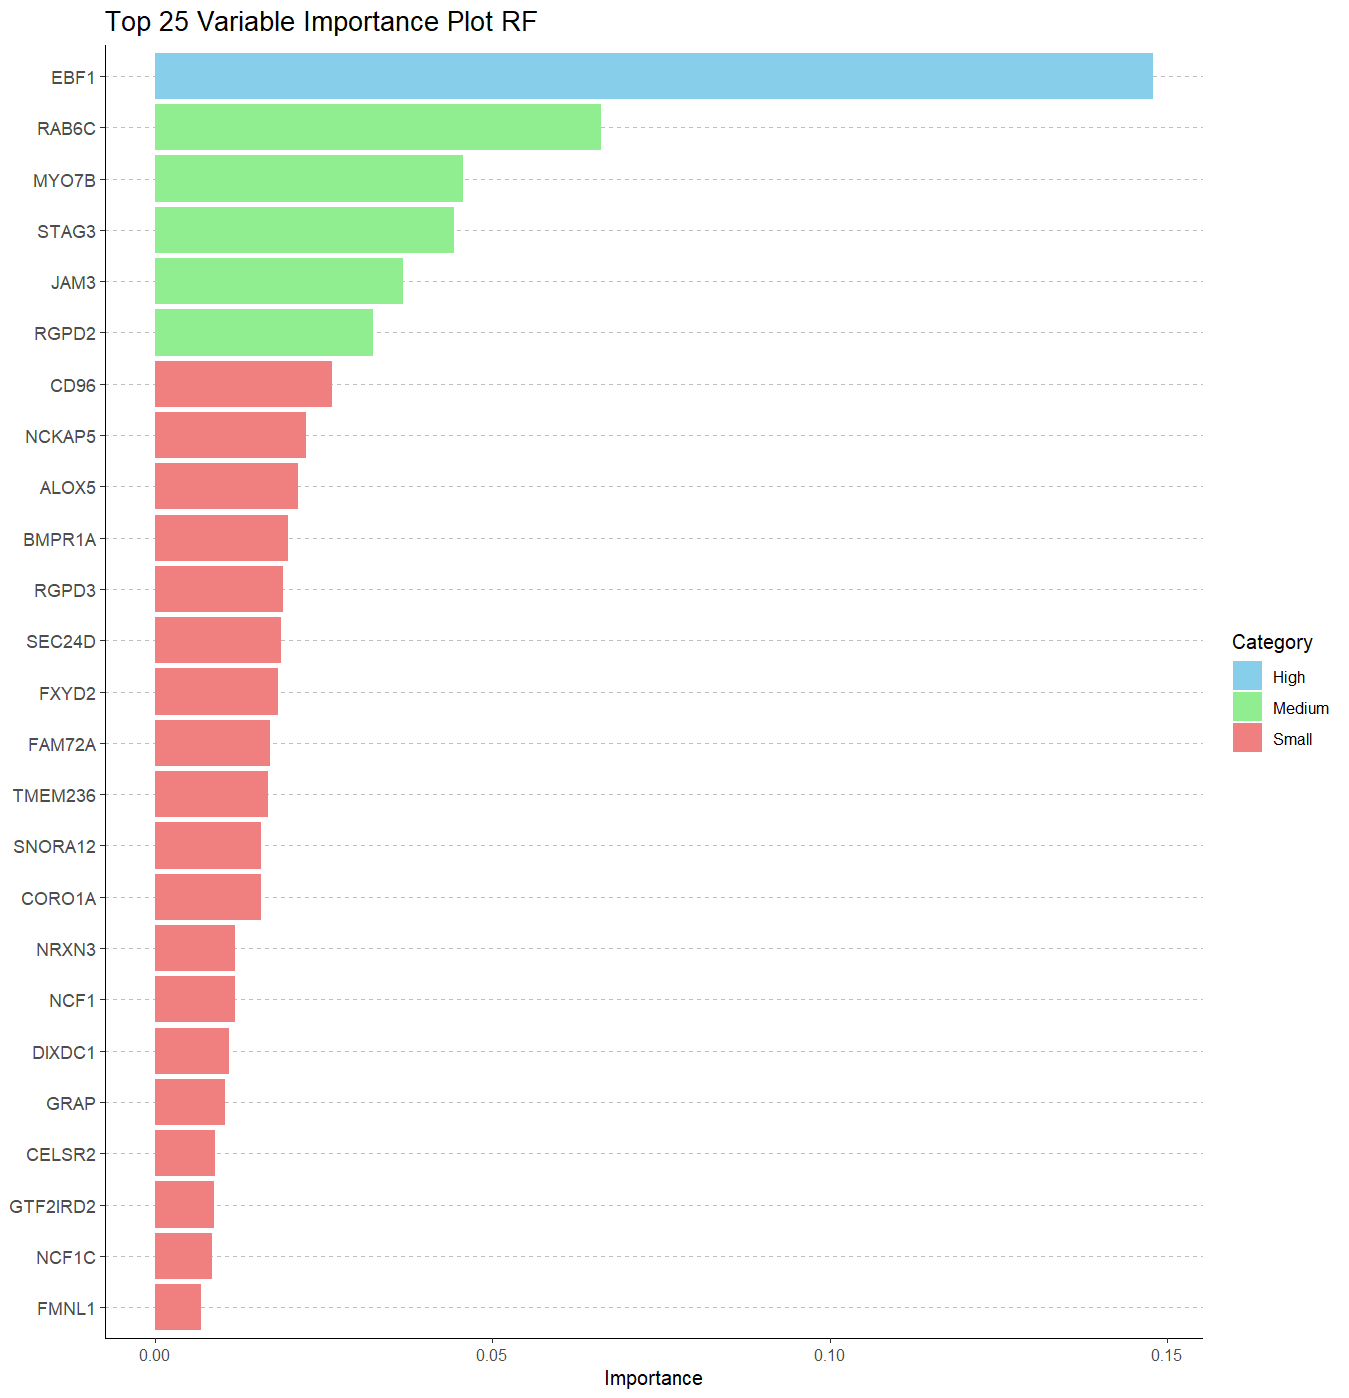 Top 25 Variable Importance Plot RF
EBF1
RAB6C
MYO7B
STAG3
JAM3
RGPD2
CD96
NCKAP5
ALOX5
BMPR1A
RGPD3
SEC24D
FXYD2
FAM72A
TMEM236
SNORA12
CORO1A
NRXN3
NCF1
DIXDC1
GRAP
CELSR2
GTF2IRD2
NCF1C
FMNL1
0.00 0.05 0.10 0.15
Importance
Category
High
Medium
Small